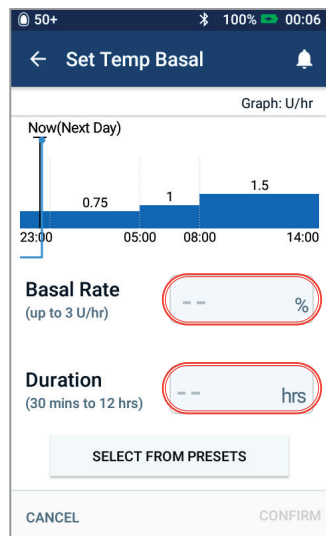 50+ 100% 00:06
Set Temp Basal
Graph: U/hr
Now(Next Day)
0.75 1 1.5
23:00 05:00 08:00 14:00
Basal Rate
(up to 3 U/hr)
-- %
Duration
(30 mins to 12 hrs)
-- hrs
SELECT FROM PRESETS
CANCEL CONFIRM